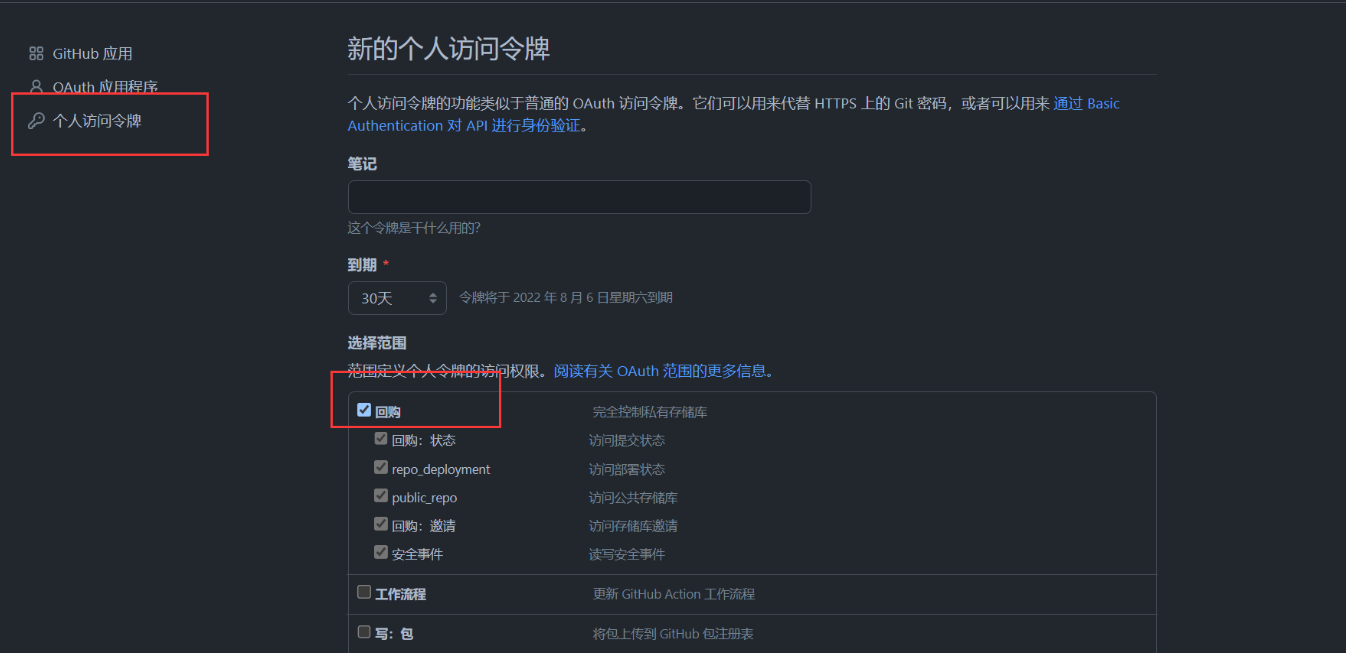 GitHub 应用
OAuth 应用程序
个人访问令牌
新的个人访问令牌
个人访问令牌的功能类似于普通的 OAuth 访问令牌。它们可以用来代替 HTTPS 上的 Git 密码，或者可以用来 通过 Basic
Authentication 对 API 进行身份验证。
笔记
这个令牌是干什么用的?
到期 *
30天 令牌将于 2022 年 8 月 6 日星期六到期
选择范围
范围定义个人令牌的访问权限。阅读有关 OAuth 范围的更多信息。
回购 完全控制私有存储库
回购：状态 访问提交状态
repo_deployment 访问部署状态
public_repo 访问公共存储库
回购：邀请 访问存储库邀请
安全事件 读写安全事件
工作流程 更新 GitHub Action 工作流程
写：包 将包上传到 GitHub 包注册表